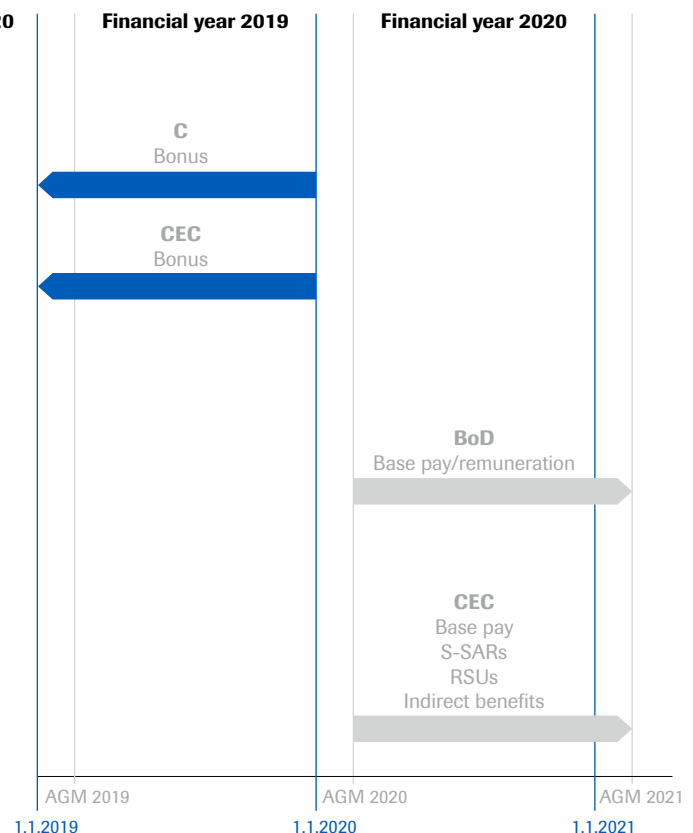 20
Financial year 2019
Financial year 2020
C
Bonus
CEC
Bonus
BoD
Base pay/remuneration
CEC
Base pay
S-SARs
RSUs
Indirect benefits
AGM 2019
AGM 2020
AGM 2021
1.1.2019
1.1.2020
1.1.2021